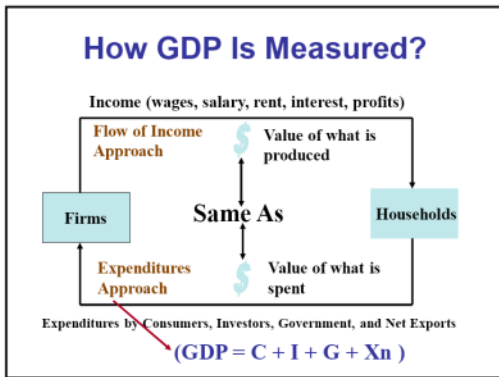 How GDP Is Measured?
Income (wages, salary, rent, interest, profits)
Flow of Income
Approach
$
Value of what is
produced
Firms
Same As
Households
Expenditures
Approach
$
Value of what is
spent
Expenditures by Consumers, Investors, Government, and Net Exports
(GDP = C + I + G + Xn )